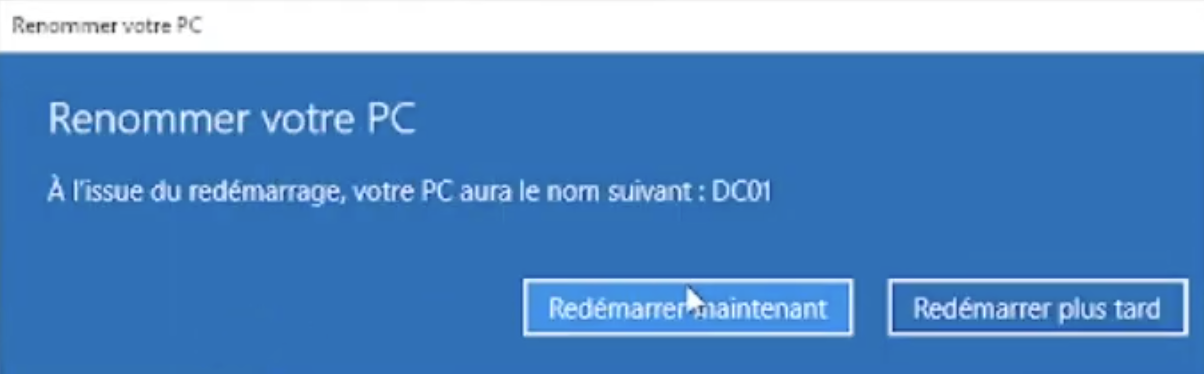 Renommer votre PC
Renommer votre PC
À l'issue du redémarrage, votre PC aura le nom suivant : DC01
Redémarrer maintenant
Redémarrer plus tard